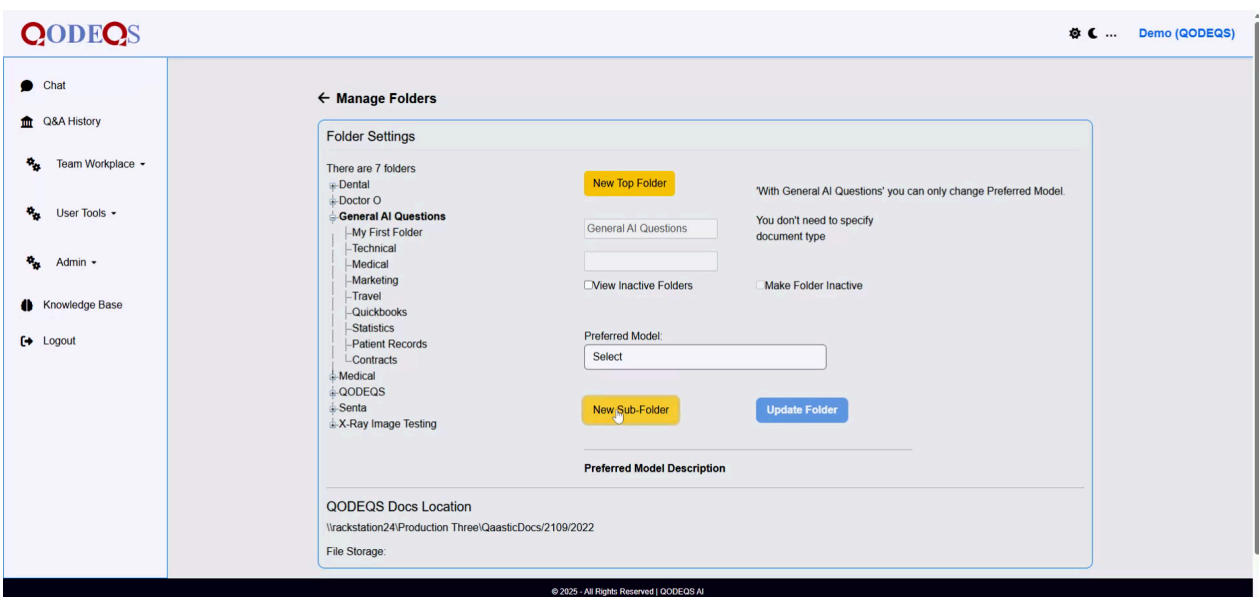 QODEQS
... Demo (QODEQS)
Chat
Q&A History
Team Workplace
User Tools
Admin
Knowledge Base
Logout
Manage Folders
Folder Settings
There are 7 folders
Dental
Doctor O
General AI Questions
My First Folder
Technical
Medical
Marketing
Travel
Quickbooks
Statistics
Patient Records
Contracts
Medical
QODEQS
Senta
X-Ray Image Testing
New Top Folder
'With General AI Questions' you can only change Preferred Model.
General AI Questions
You don't need to specify
document type
View Inactive Folders
Make Folder Inactive
Preferred Model:
Select
New Sub-Folder
Update Folder
Preferred Model Description
QODEQS Docs Location
\\rackstation24\Production Three\QaasticDocs/2109/2022
File Storage:
© 2025 - All Rights Reserved | QODEQS AI